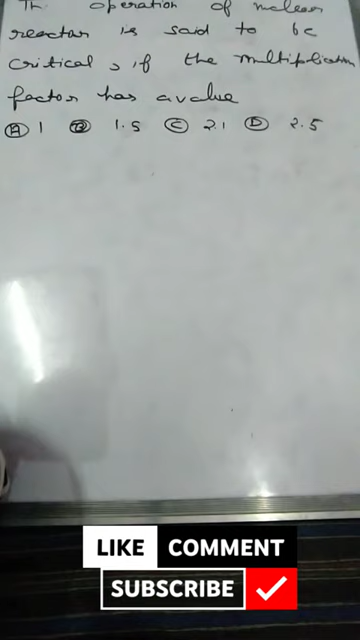 The operation of nuclear
reactor is said to be
critical, if the multiplication
factor has a value
Ⓐ 1 Ⓑ 1.5 Ⓒ 2.1 Ⓓ 2.5
LIKE COMMENT
SUBSCRIBE